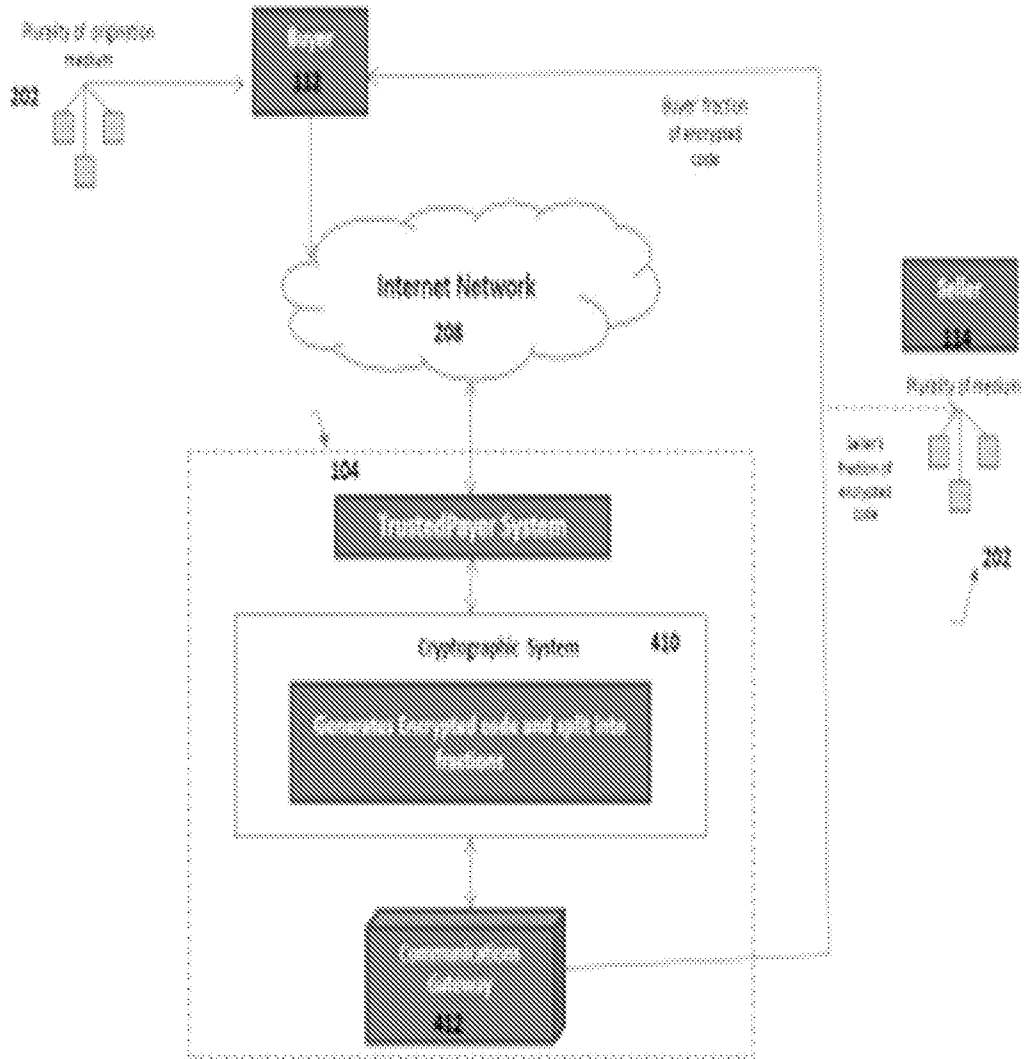 Plurality of origination
medium
202
Buyer
112
Buyer' fraction
of encrypted
code
Internet Network
208
Seller
114
Plurality of medium
Seller's
fraction of
encrypted
code
202
104
TrustedPayer System
Cryptographic System
410
Generates Encrypted code and split into
fractions
Communications
Gateway
412